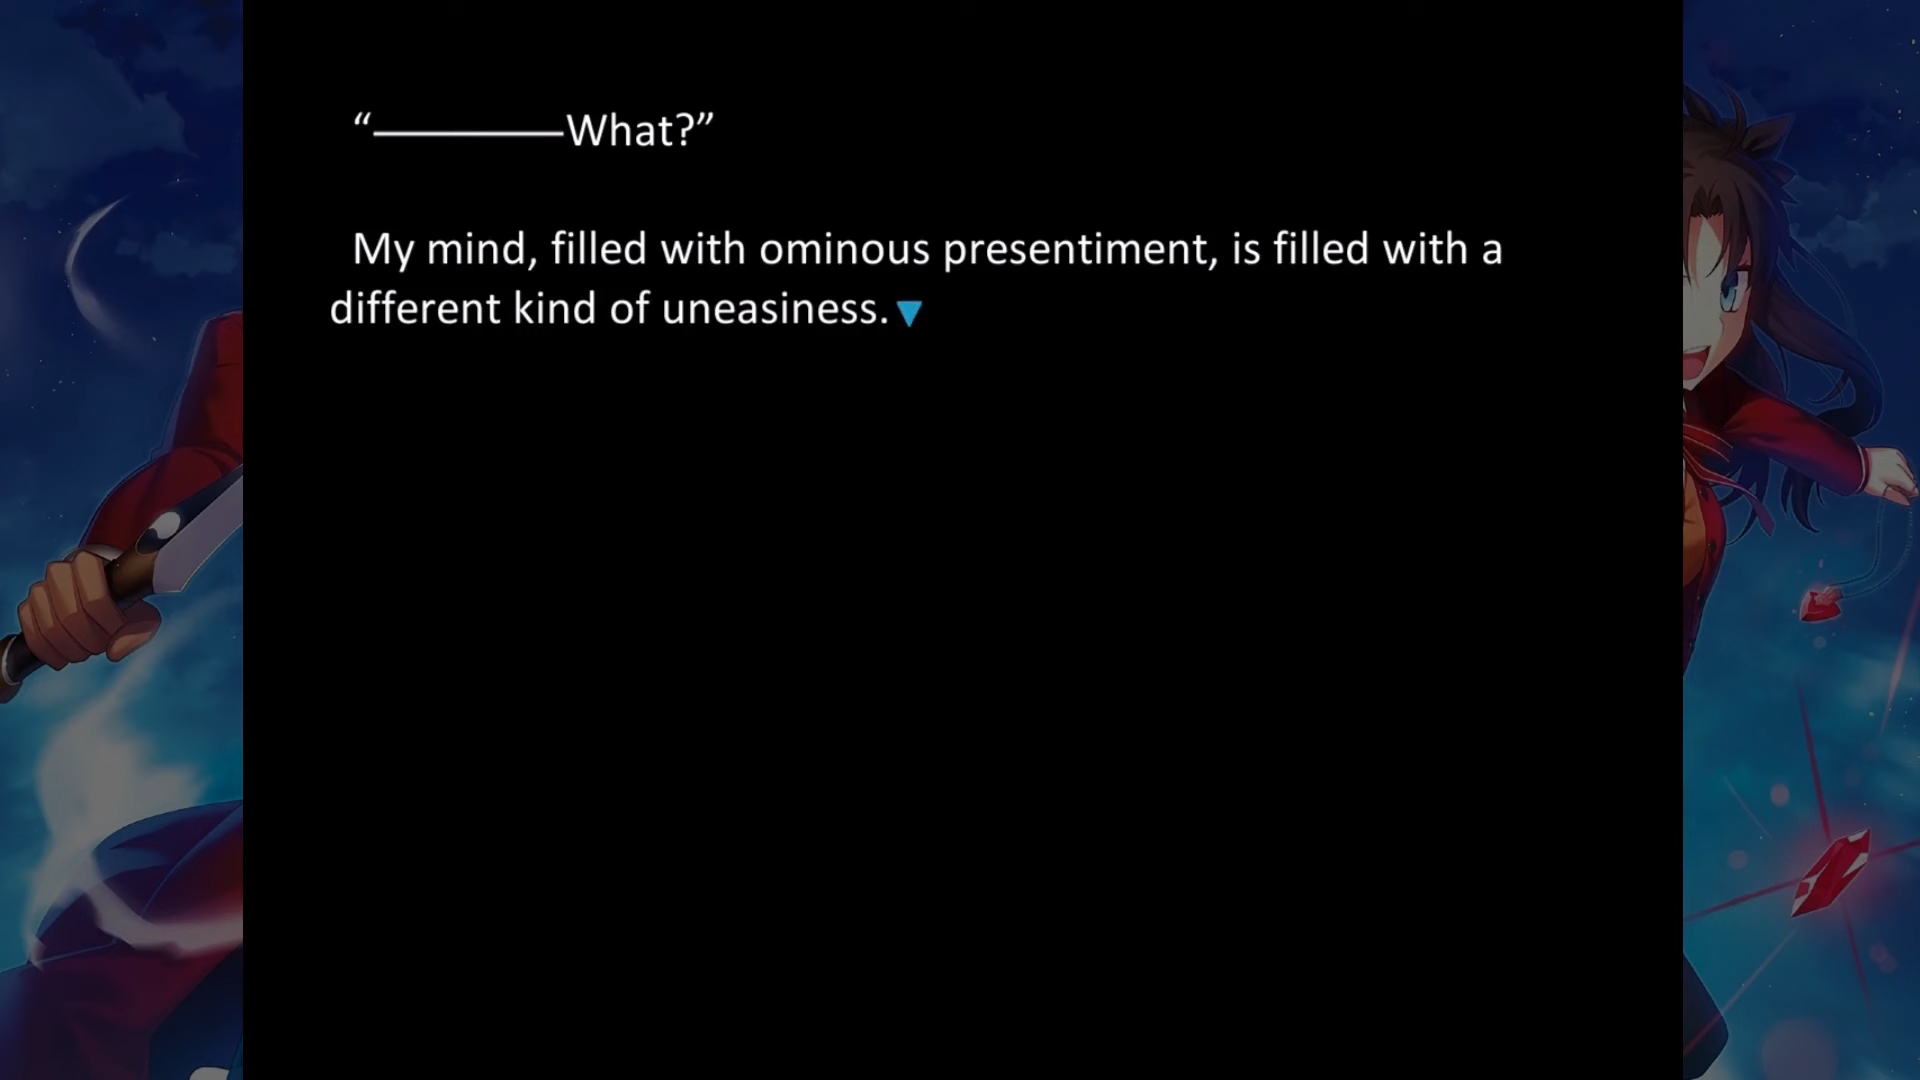 “————What?”
My mind, filled with ominous presentiment, is filled with a
different kind of uneasiness.